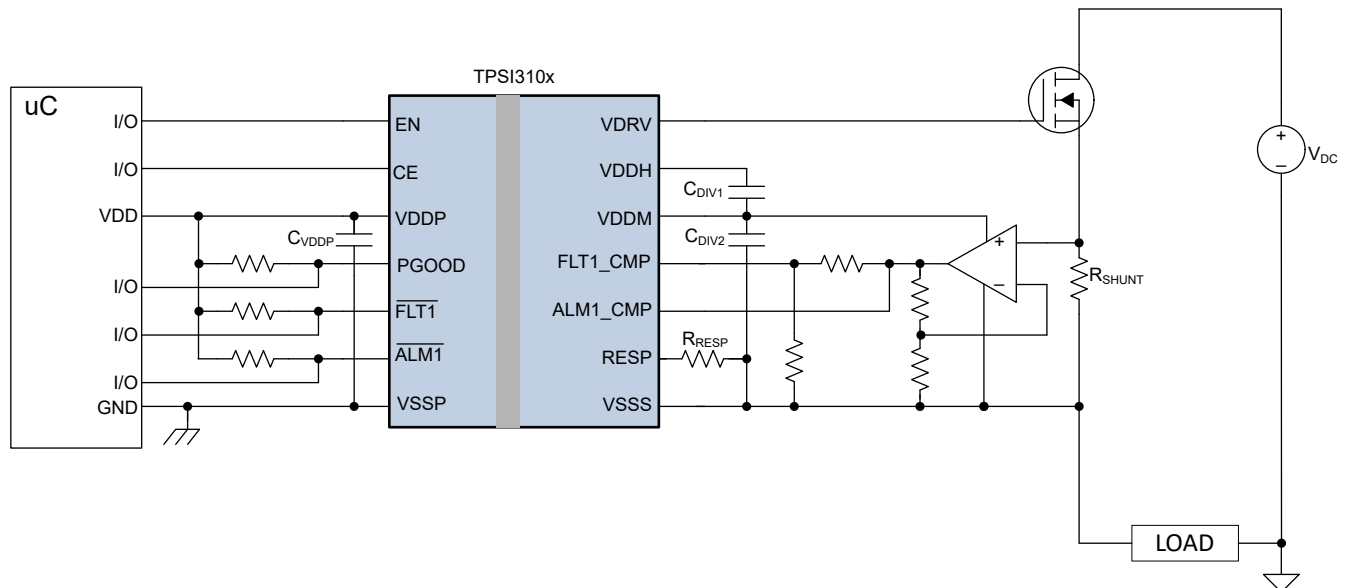 TPSI310x
uC
I/O
EN
VDRV
I/O
CE
VDDH
CDIV1
+
−
VDC
VDD
VDDP
VDDM
CVDDP
CDIV2
+
I/O
PGOOD
FLT1_CMP
−
RSHUNT
I/O
FLT1
ALM1_CMP
I/O
ALM1
RESP
RRESP
GND
VSSP
VSSS
LOAD